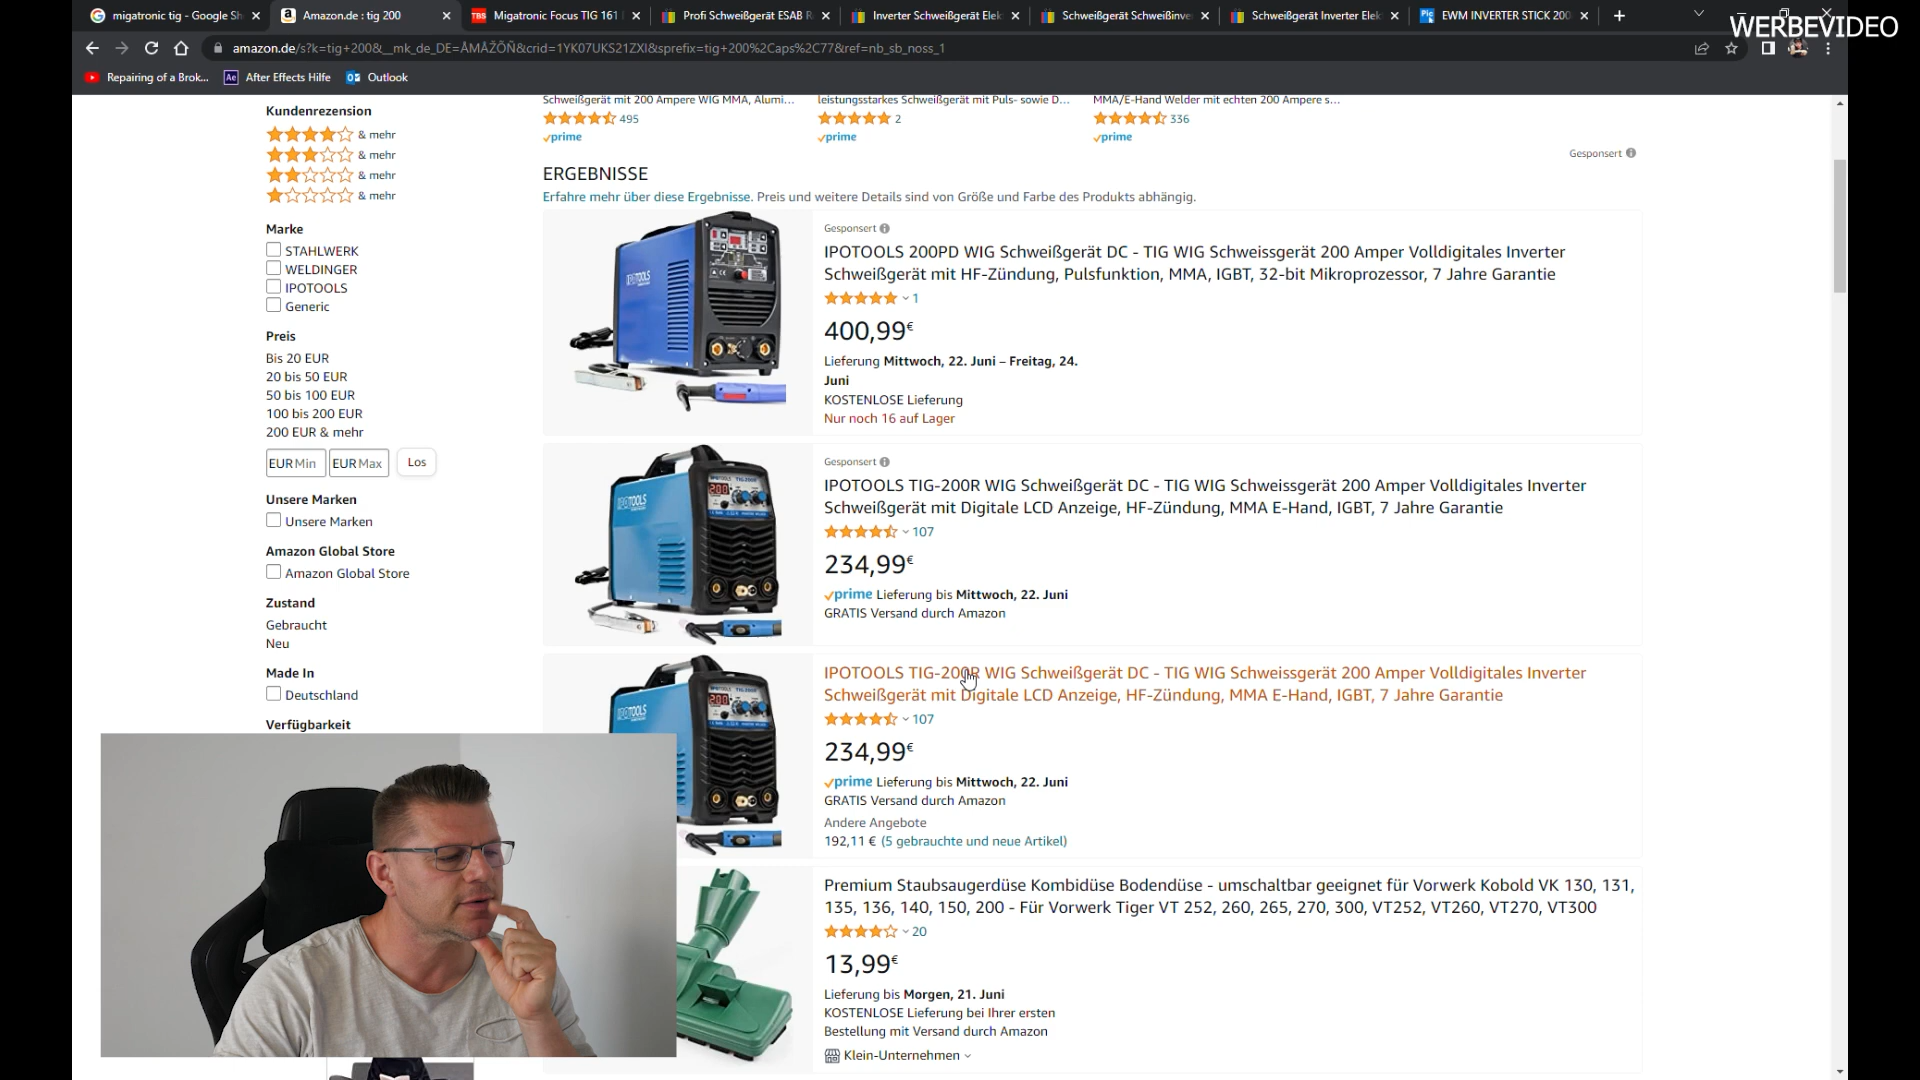 migatronic tig - Google Sh
Amazon.de : tig 200
TBS Migatronic Focus TIG 161
Profi Schweißgerät ESAB R
Inverter Schweißgerät Elek
Schweißgerät Schweißinve
Schweißgerät Inverter Elek
EWM INVERTER STICK 200
WERBEVIDEO
amazon.de/s?k=tig+200&__mk_de_DE=ÅMÅŽÕÑ&crid=1YK07UKS21ZXI&sprefix=tig+200%2Caps%2C77&ref=nb_sb_noss_1
Repairing of a Brok...
Ae After Effects Hilfe
Outlook
Kundenrezension
& mehr
& mehr
& mehr
& mehr
Marke
STAHLWERK
WELDINGER
IPOTOOLS
Generic
Preis
Bis 20 EUR
20 bis 50 EUR
50 bis 100 EUR
100 bis 200 EUR
200 EUR & mehr
EUR Min EUR Max Los
Unsere Marken
Unsere Marken
Amazon Global Store
Amazon Global Store
Zustand
Gebraucht
Neu
Made In
Deutschland
Verfügbarkeit
Schweißgerät mit 200 Ampere WIG MMA, Alumi...
495
prime
leistungsstarkes Schweißgerät mit Puls- sowie D...
2
prime
MMA/E-Hand Welder mit echten 200 Ampere s...
336
prime
Gesponsert
ERGEBNISSE
Erfahre mehr über diese Ergebnisse. Preis und weitere Details sind von Größe und Farbe des Produkts abhängig.
Gesponsert
IPOTOOLS 200PD WIG Schweißgerät DC - TIG WIG Schweissgerät 200 Amper Volldigitales Inverter
Schweißgerät mit HF-Zündung, Pulsfunktion, MMA, IGBT, 32-bit Mikroprozessor, 7 Jahre Garantie
1
400,99€
Lieferung Mittwoch, 22. Juni – Freitag, 24.
Juni
KOSTENLOSE Lieferung
Nur noch 16 auf Lager
Gesponsert
IPOTOOLS TIG-200R WIG Schweißgerät DC - TIG WIG Schweissgerät 200 Amper Volldigitales Inverter
Schweißgerät mit Digitale LCD Anzeige, HF-Zündung, MMA E-Hand, IGBT, 7 Jahre Garantie
107
234,99€
prime Lieferung bis Mittwoch, 22. Juni
GRATIS Versand durch Amazon
IPOTOOLS TIG-200R WIG Schweißgerät DC - TIG WIG Schweissgerät 200 Amper Volldigitales Inverter
Schweißgerät mit Digitale LCD Anzeige, HF-Zündung, MMA E-Hand, IGBT, 7 Jahre Garantie
107
234,99€
prime Lieferung bis Mittwoch, 22. Juni
GRATIS Versand durch Amazon
Andere Angebote
192,11 € (5 gebrauchte und neue Artikel)
Premium Staubsaugerdüse Kombidüse Bodendüse - umschaltbar geeignet für Vorwerk Kobold VK 130, 131,
135, 136, 140, 150, 200 - Für Vorwerk Tiger VT 252, 260, 265, 270, 300, VT252, VT260, VT270, VT300
20
13,99€
Lieferung bis Morgen, 21. Juni
KOSTENLOSE Lieferung bei Ihrer ersten
Bestellung mit Versand durch Amazon
Klein-Unternehmen